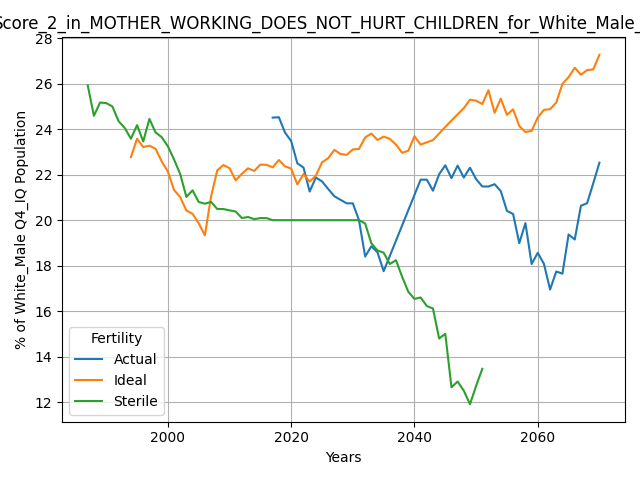 Score_2_in_MOTHER_WORKING_DOES_NOT_HURT_CHILDREN_for_White_Male_
28
26
24
22
20
18
16
14
12
% of White_Male Q4_IQ Population
Fertility
Actual
Ideal
Sterile
2000
2020
2040
2060
Years